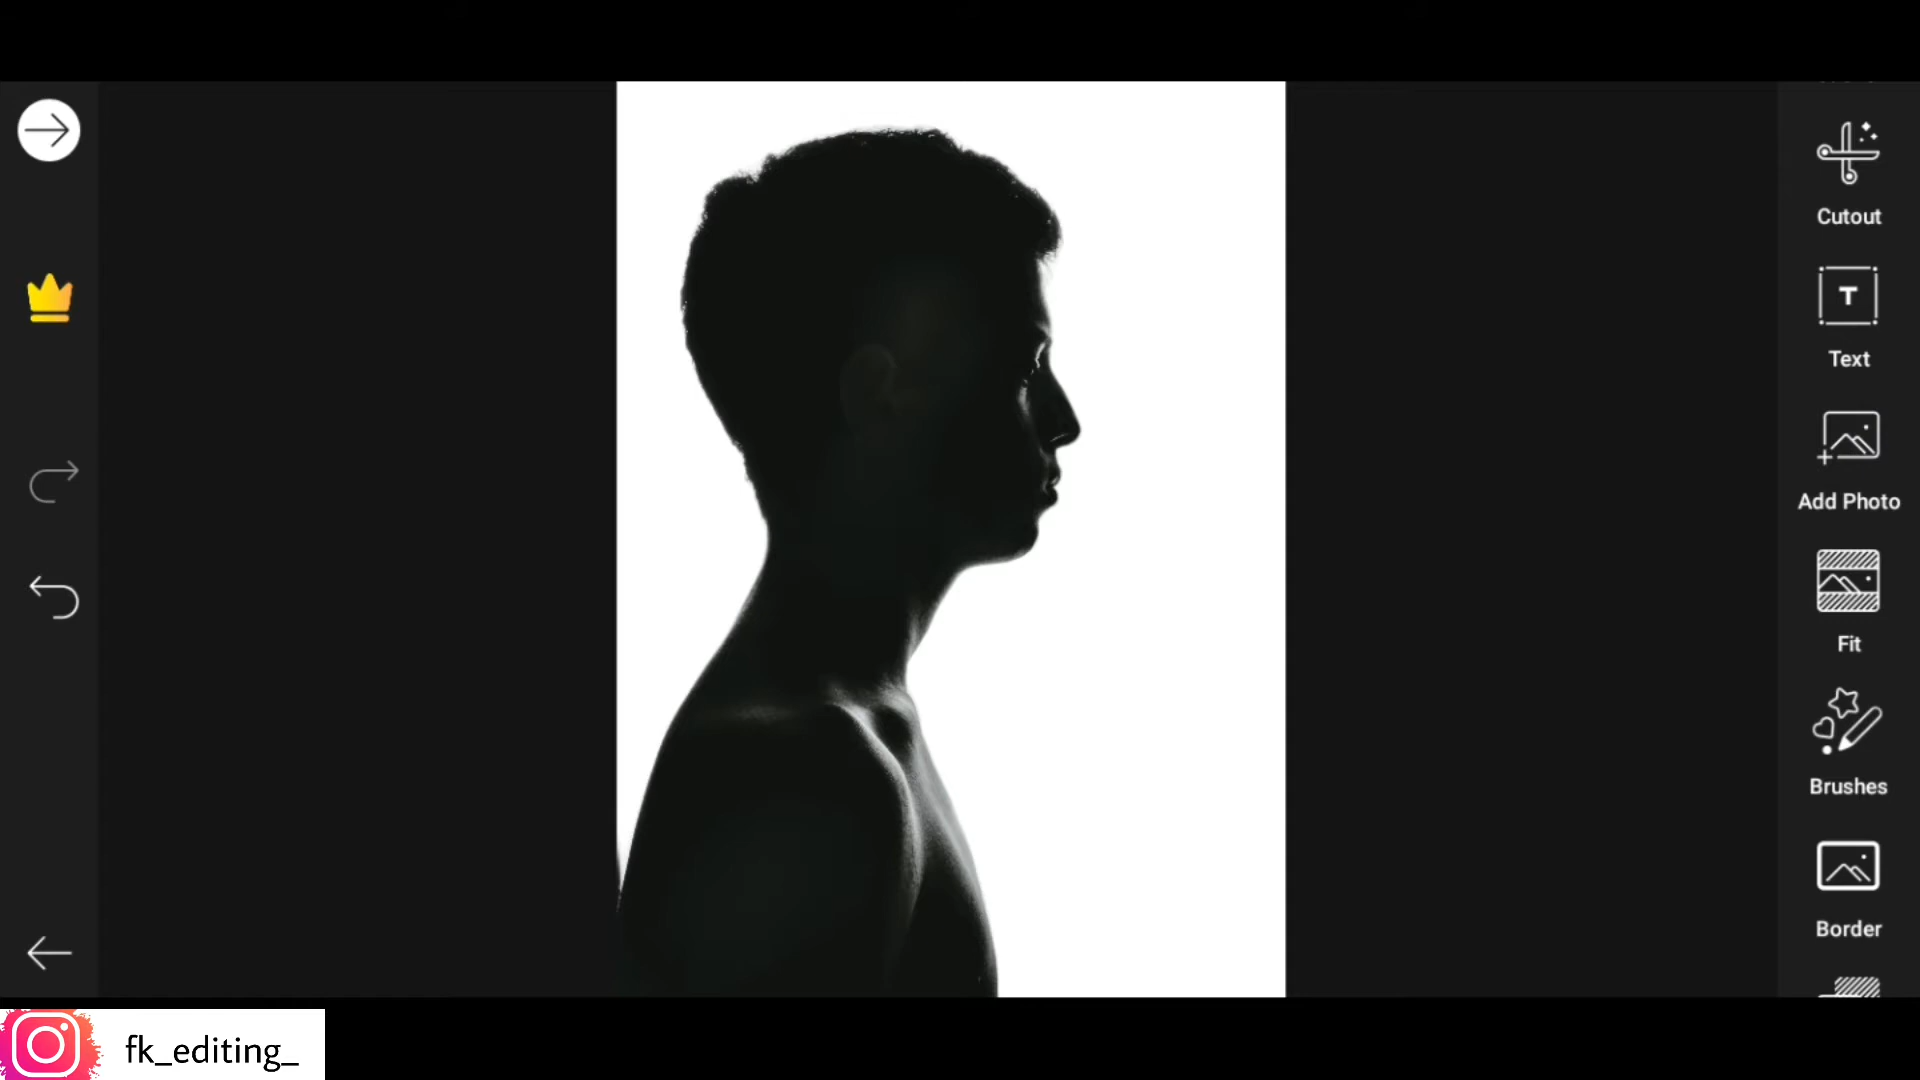 Cutout
T
Text
Add Photo
Fit
Brushes
Border
fk_editing_